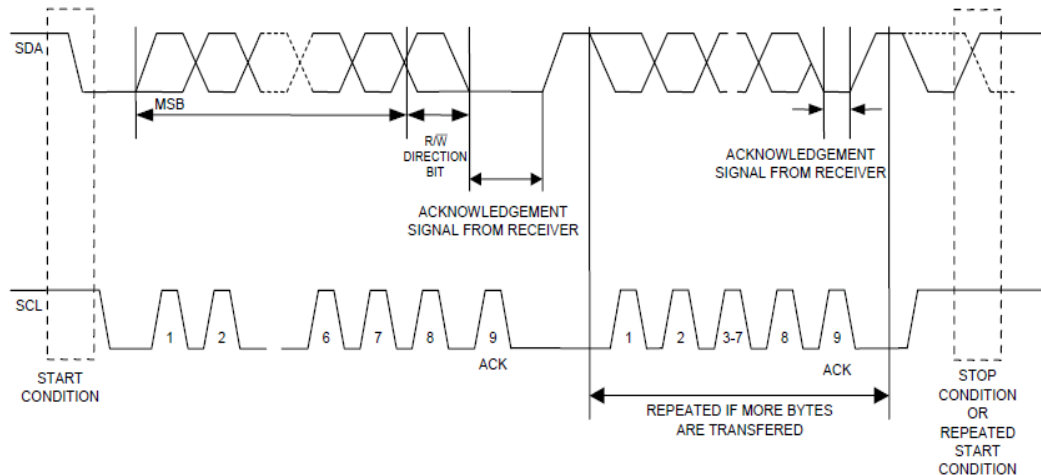 SDA
MSB
R/W̅
DIRECTION
BIT
ACKNOWLEDGEMENT
SIGNAL FROM RECEIVER
ACKNOWLEDGEMENT
SIGNAL FROM RECEIVER
SCL
1 2 6 7 8 9 1 2 3-7 8 9
ACK ACK
START
CONDITION
REPEATED IF MORE BYTES
ARE TRANSFERED
STOP
CONDITION
OR
REPEATED
START
CONDITION